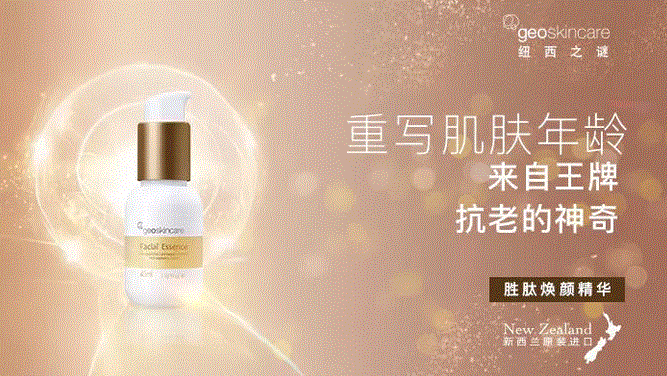 geoskincare
纽西之谜
重写肌肤年龄
来自王牌
抗老的神奇
geoskincare
Facial Essence
胜肽焕颜精华
New Zealand
新西兰原装进口